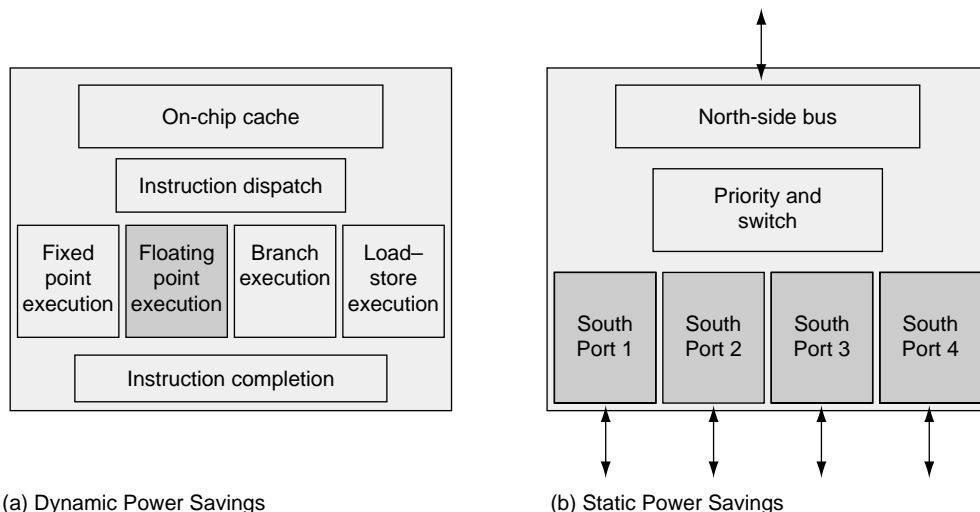 On-chip cache
Instruction dispatch
Fixed
point
execution
Floating
point
execution
Branch
execution
Load–
store
execution
Instruction completion
(a) Dynamic Power Savings
North-side bus
Priority and
switch
South
Port 1
South
Port 2
South
Port 3
South
Port 4
(b) Static Power Savings